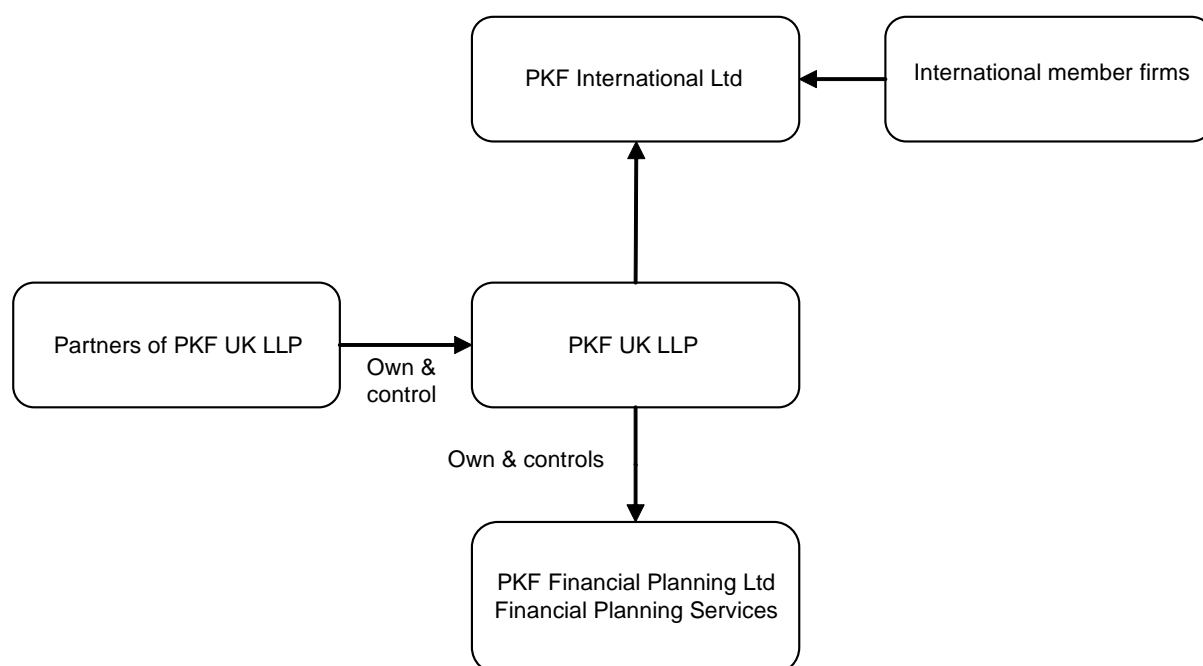 PKF International Ltd
International member firms
Partners of PKF UK LLP
Own &
control
PKF UK LLP
Own & controls
PKF Financial Planning Ltd
Financial Planning Services